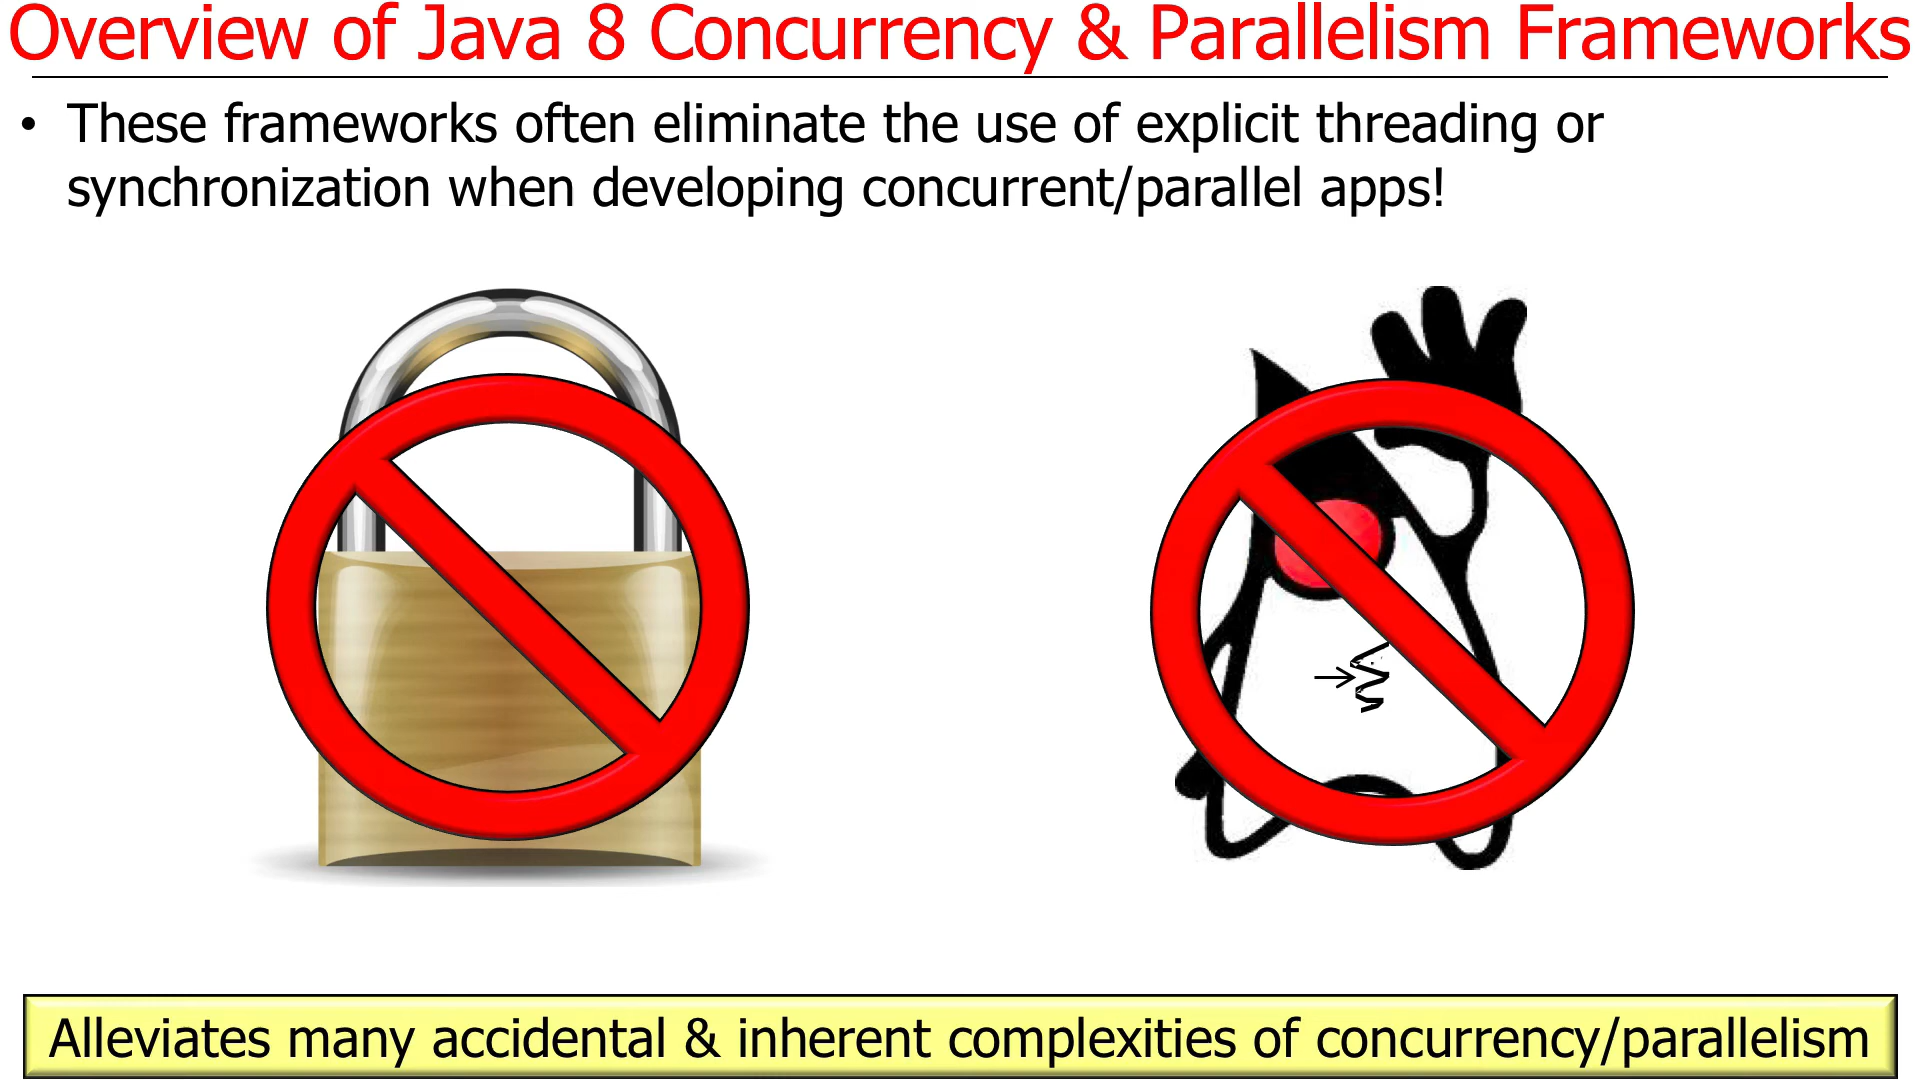 Overview of Java 8 Concurrency & Parallelism Frameworks
• These frameworks often eliminate the use of explicit threading or
synchronization when developing concurrent/parallel apps!
Alleviates many accidental & inherent complexities of concurrency/parallelism